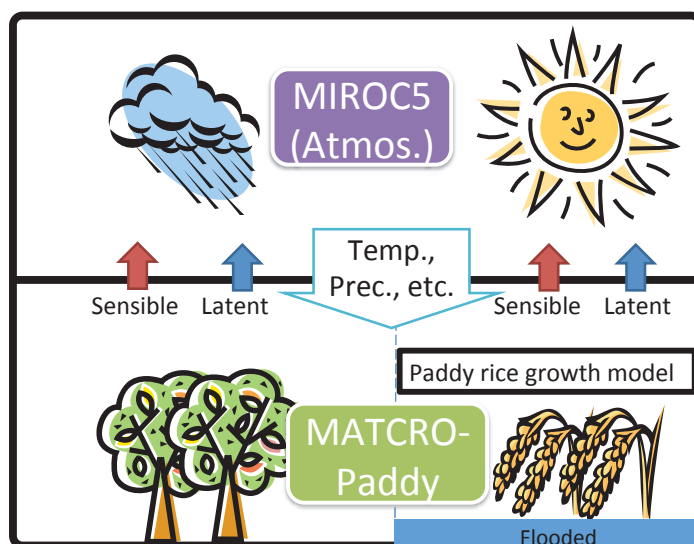 MIROC5
(Atmos.)
Temp.,
Prec., etc.
Sensible
Latent
Sensible
Latent
Paddy rice growth model
MATCRO-
Paddy
Flooded